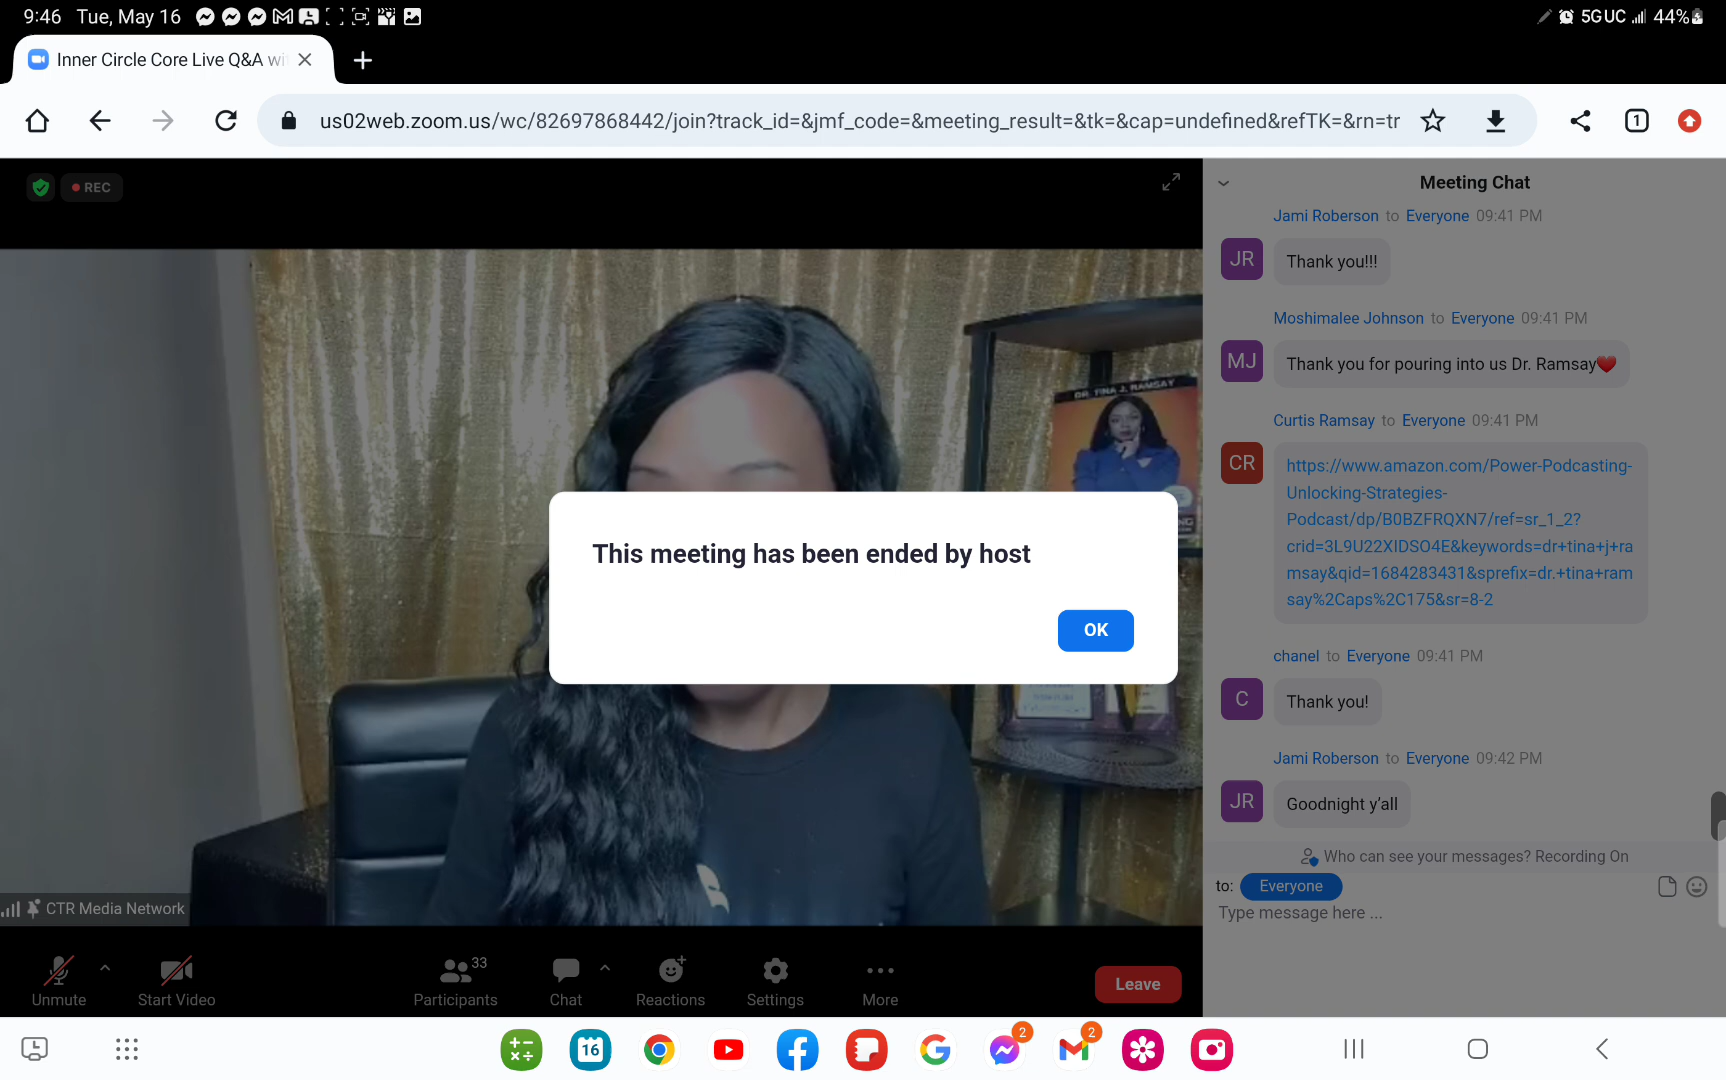 9:46 Tue, May 16
5GUC 44%
Inner Circle Core Live Q&A wi
us02web.zoom.us/wc/82697868442/join?track_id=&jmf_code=&meeting_result=&tk=&cap=undefined&refTK=&rn=tr
1
REC
DR. TINA J. RAMSAY
This meeting has been ended by host
OK
CTR Media Network
Unmute
Start Video
33
Participants
Chat
Reactions
Settings
More
Leave
Meeting Chat
Jami Roberson to Everyone 09:41 PM
JR
Thank you!!!
Moshimalee Johnson to Everyone 09:41 PM
MJ
Thank you for pouring into us Dr. Ramsay❤️
Curtis Ramsay to Everyone 09:41 PM
CR
https://www.amazon.com/Power-Podcasting-
Unlocking-Strategies-
Podcast/dp/B0BZFRQXN7/ref=sr_1_2?
crid=3L9U22XIDSO4E&keywords=dr+tina+j+ra
msay&qid=1684283431&sprefix=dr.+tina+ram
say%2Caps%2C175&sr=8-2
chanel to Everyone 09:41 PM
C
Thank you!
Jami Roberson to Everyone 09:42 PM
JR
Goodnight y'all
Who can see your messages? Recording On
to: Everyone
Type message here ...
16
2
2